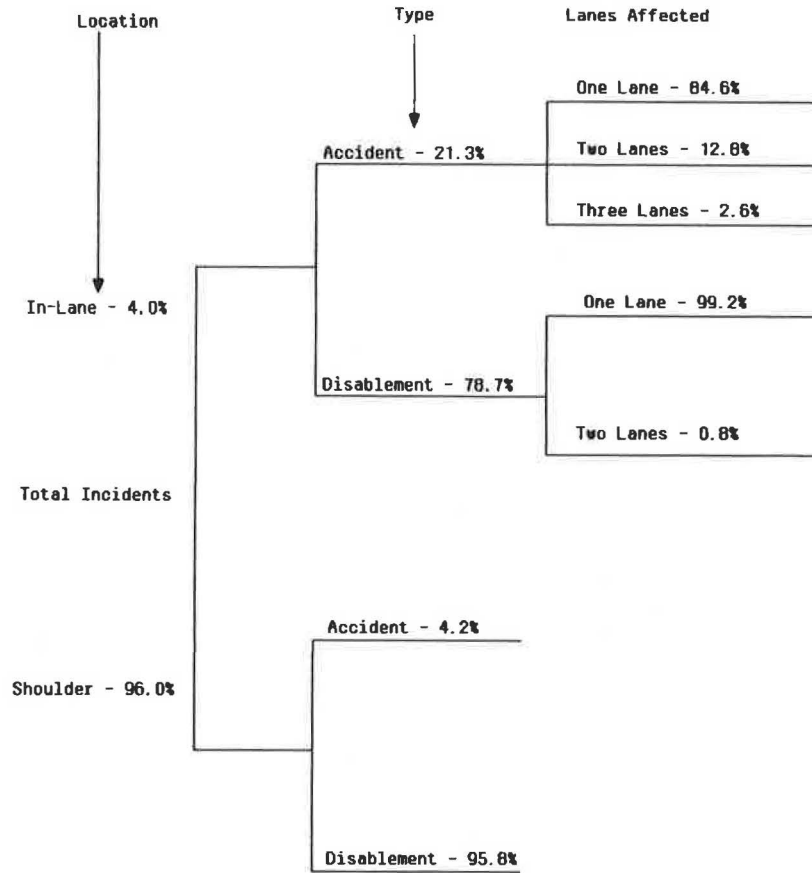 Location
Type
Lanes Affected
One Lane - 84.6%
Accident - 21.3%
Two Lanes - 12.8%
Three Lanes - 2.6%
In-Lane - 4.0%
One Lane - 99.2%
Disablement - 78.7%
Two Lanes - 0.8%
Total Incidents
Accident - 4.2%
Shoulder - 96.0%
Disablement - 95.8%